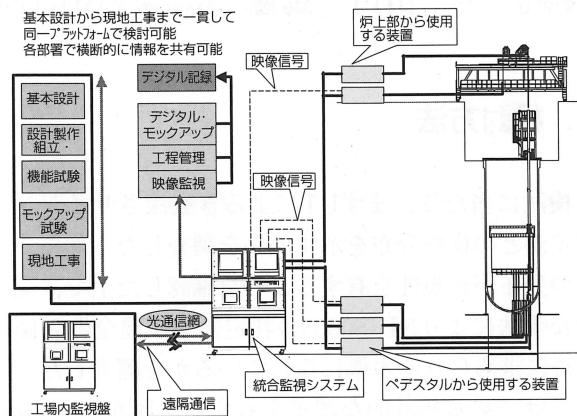 基本設計から現地工事まで一貫して
同一プラットフォームで検討可能
各部署で横断的に情報を共有可能
基本設計
設計製作
組立・
機能試験
モックアップ
試験
現地工事
デジタル記録
デジタル・
モックアップ
工程管理
映像監視
映像信号
炉上部から使用
する装置
映像信号
光通信網
工場内監視盤
遠隔通信
統合監視システム
ペデスタルから使用する装置